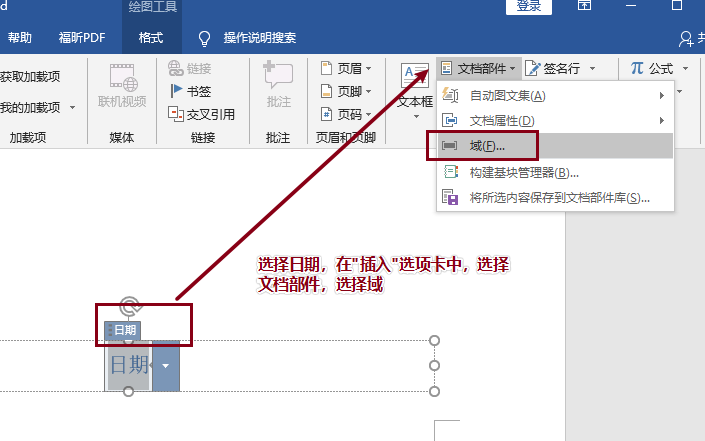 d
绘图工具
登录
帮助
福昕PDF
格式
操作说明搜索
共
获取加载项
我的加载项
加载项
联机视频
媒体
链接
书签
交叉引用
链接
批注
批注
页眉
页脚
页码
页眉和页脚
文本框
文档部件
签名行
π 公式
自动图文集(A)
文档属性(D)
域(F)...
构建基块管理器(B)...
将所选内容保存到文档部件库(S)...
选择日期，在"插入"选项卡中，选择
文档部件，选择域
日期
日期